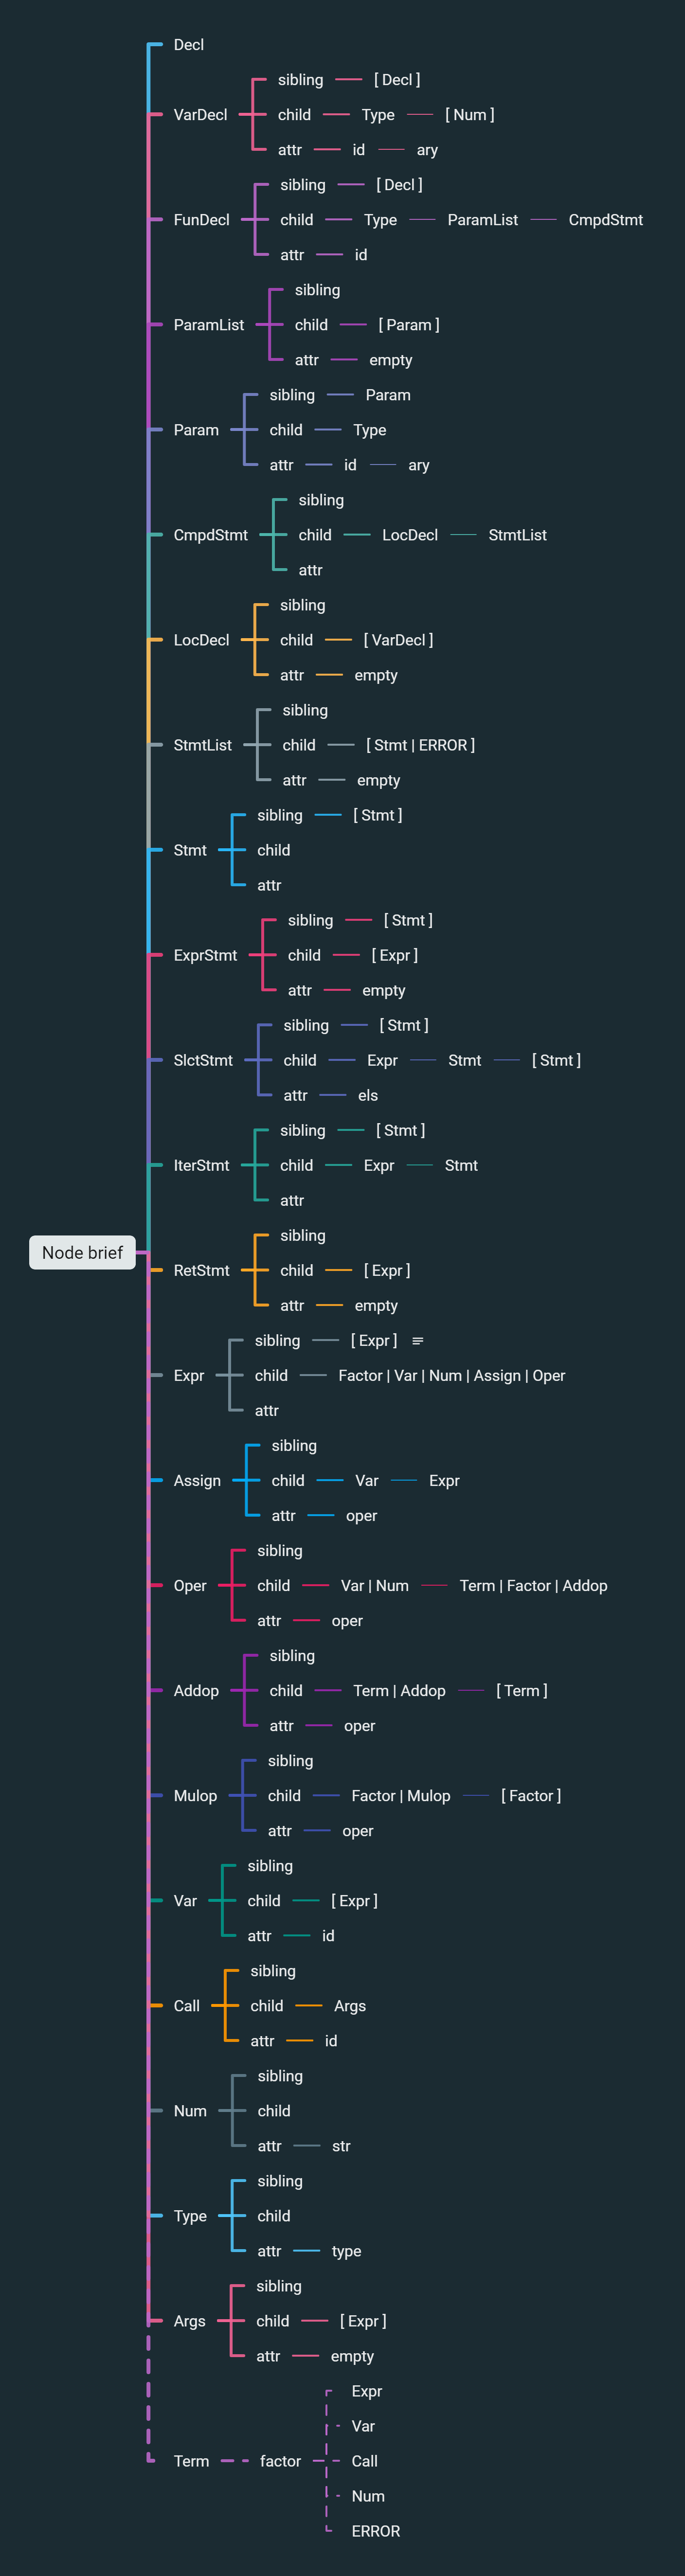 Decl
sibling [ Decl ]
VarDecl child Type [ Num ]
attr id ary
sibling [ Decl ]
FunDecl child Type ParamList CmpdStmt
attr id
sibling
ParamList child [ Param ]
attr empty
sibling Param
Param child Type
attr id ary
sibling
CmpdStmt child LocDecl StmtList
attr
sibling
LocDecl child [ VarDecl ]
attr empty
sibling
StmtList child [ Stmt | ERROR ]
attr empty
sibling [ Stmt ]
Stmt child
attr
sibling [ Stmt ]
ExprStmt child [ Expr ]
attr empty
sibling [ Stmt ]
SlctStmt child Expr Stmt [ Stmt ]
attr els
sibling [ Stmt ]
IterStmt child Expr Stmt
attr
sibling
Node brief
RetStmt child [ Expr ]
attr empty
sibling [ Expr ]
Expr child Factor | Var | Num | Assign | Oper
attr
sibling
Assign child Var Expr
attr oper
sibling
Oper child Var | Num Term | Factor | Addop
attr oper
sibling
Addop child Term | Addop [ Term ]
attr oper
sibling
Mulop child Factor | Mulop [ Factor ]
attr oper
sibling
Var child [ Expr ]
attr id
sibling
Call child Args
attr id
sibling
Num child
attr str
sibling
Type child
attr type
sibling
Args child [ Expr ]
attr empty
Expr
Var
Term factor Call
Num
ERROR